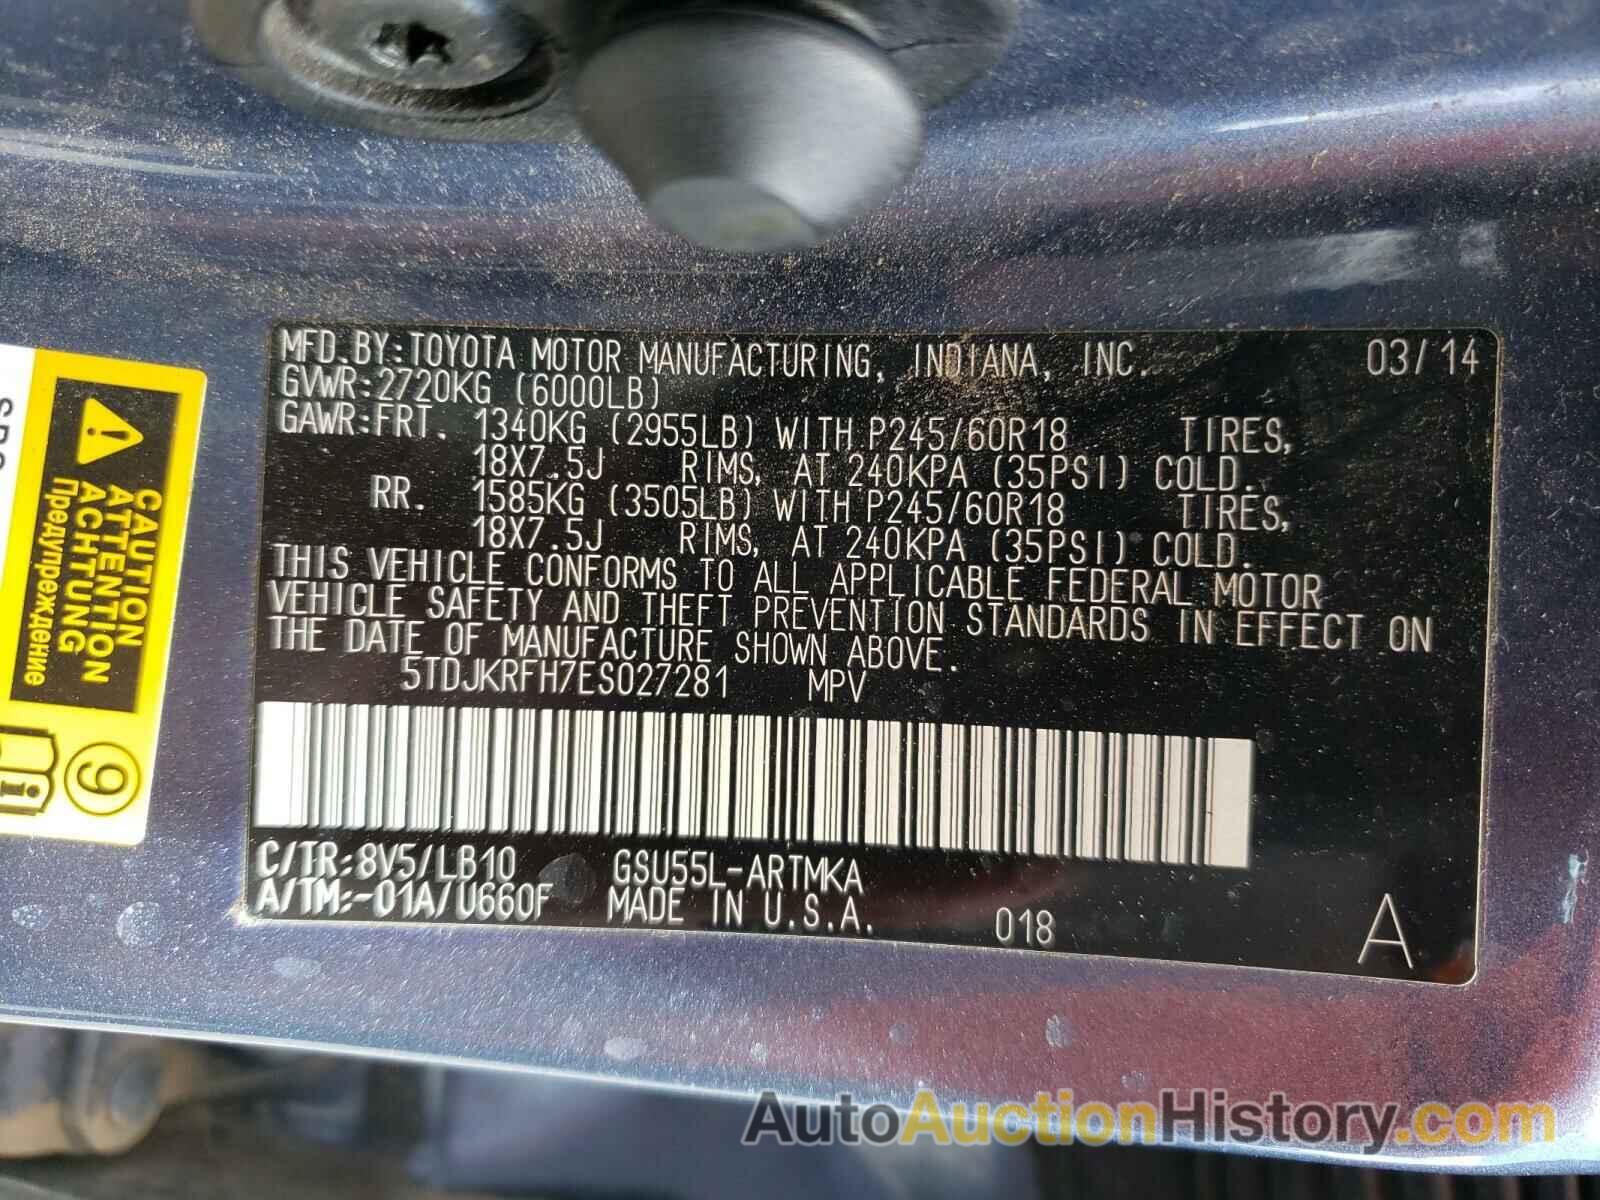 MFD.BY:TOYOTA MOTOR MANUFACTURING, INDIANA, INC. 03/14
GVWR:2720KG (6000LB)
GAWR:FRT. 1340KG (2955LB) WITH P245/60R18 TIRES,
18X7.5J RIMS, AT 240KPA (35PSI) COLD.
RR. 1585KG (3505LB) WITH P245/60R18 TIRES,
18X7.5J RIMS, AT 240KPA (35PSI) COLD.
THIS VEHICLE CONFORMS TO ALL APPLICABLE FEDERAL MOTOR
VEHICLE SAFETY AND THEFT PREVENTION STANDARDS IN EFFECT ON
THE DATE OF MANUFACTURE SHOWN ABOVE.
5TDJKRFH7ES027281 MPV
C/TR:8V5/LB10 GSU55L-ARTMKA
A/TM:-01A/U660F MADE IN U.S.A. 018 A
CAUTION
ATTENTION
ACHTUNG
Предупреждение
9
i
AutoAuctionHistory.com